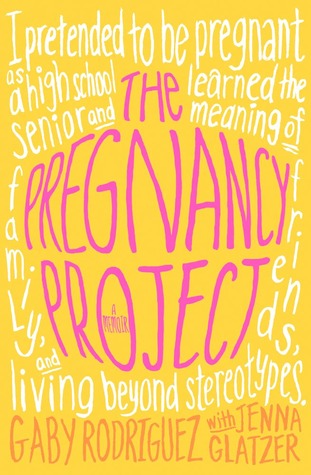 I pretended to be pregnant
as a high school senior and learned the meaning of
family, friends,
and
living beyond stereotypes.
THE
PREGNANCY
PROJECT
A
MEMOIR
GABY RODRIGUEZ with JENNA
GLATZER